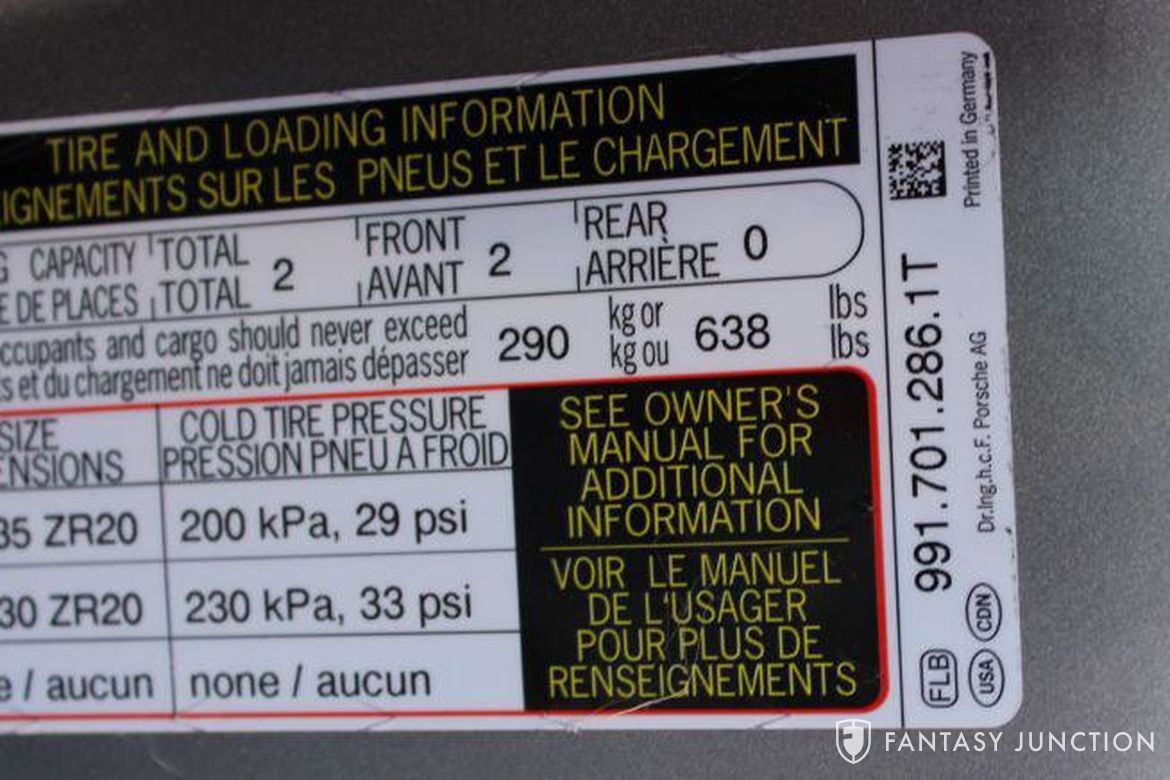 TIRE AND LOADING INFORMATION
IGNEMENTS SUR LES PNEUS ET LE CHARGEMENT
G CAPACITY TOTAL 2 FRONT 2 REAR 0
E DE PLACES TOTAL AVANT ARRIÈRE
ccupants and cargo should never exceed 290 kg or 638 lbs
ts et du chargement ne doit jamais dépasser kg ou lbs
SIZE COLD TIRE PRESSURE
ENSIONS PRESSION PNEU A FROID
35 ZR20 200 kPa, 29 psi
30 ZR20 230 kPa, 33 psi
e / aucun none / aucun
SEE OWNER'S
MANUAL FOR
ADDITIONAL
INFORMATION
VOIR LE MANUEL
DE L'USAGER
POUR PLUS DE
RENSEIGNEMENTS
FLB 991.701.286.1T
USA CDN Dr.Ing.h.c.F. Porsche AG Printed in Germany
FANTASY JUNCTION